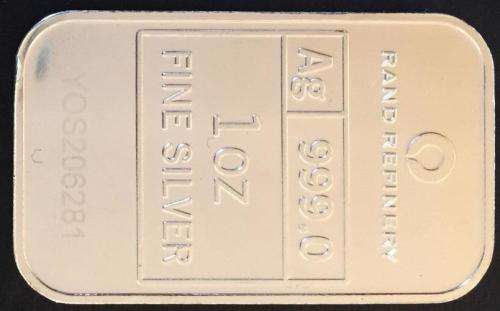 RAND REFINERY
Ag 999.0
1 OZ
FINE SILVER
YOS206281